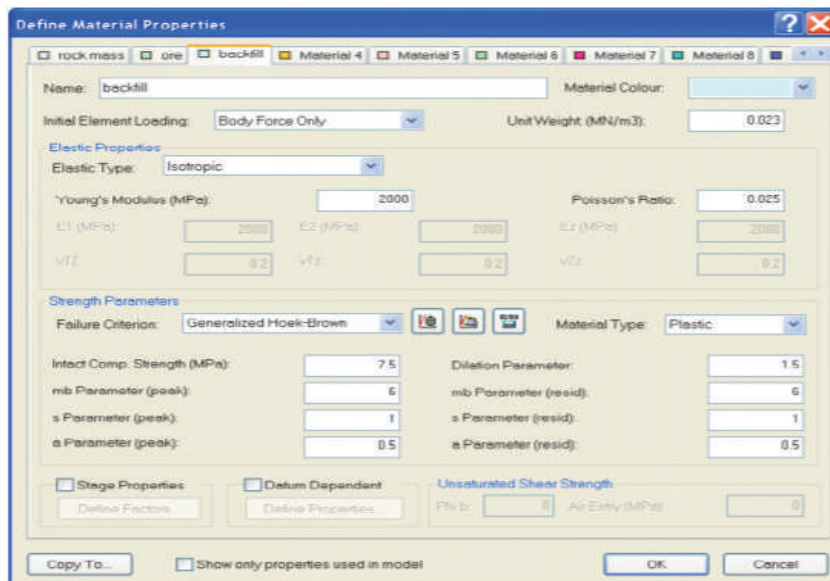 Define Material Properties
rock mass ore backfill Material 4 Material 5 Material 6 Material 7 Material 8
Name: backfill Material Colour:
Initial Element Loading: Body Force Only Unit Weight (MN/m3): 0.023
Elastic Properties
Elastic Type: Isotropic
Young's Modulus (MPa): 2000 Poisson's Ratio: 0.025
E1 (MPa): 2000 E2 (MPa): 2000 Ez (MPa): 2000
0.2 0.2 0.2
Strength Parameters
Failure Criterion: Generalized Hoek-Brown Material Type: Plastic
Intact Comp. Strength (MPa): 7.5 Dilation Parameter: 1.5
mb Parameter (peak): 6 mb Parameter (resid): 6
s Parameter (peak): 1 s Parameter (resid): 1
a Parameter (peak): 0.5 a Parameter (resid): 0.5
Stage Properties Datum Dependent Unsaturated Shear Strength
Define Factors... Define Properties... Phi b: 0 Air Entry (MPa): 0
Copy To... Show only properties used in model OK Cancel